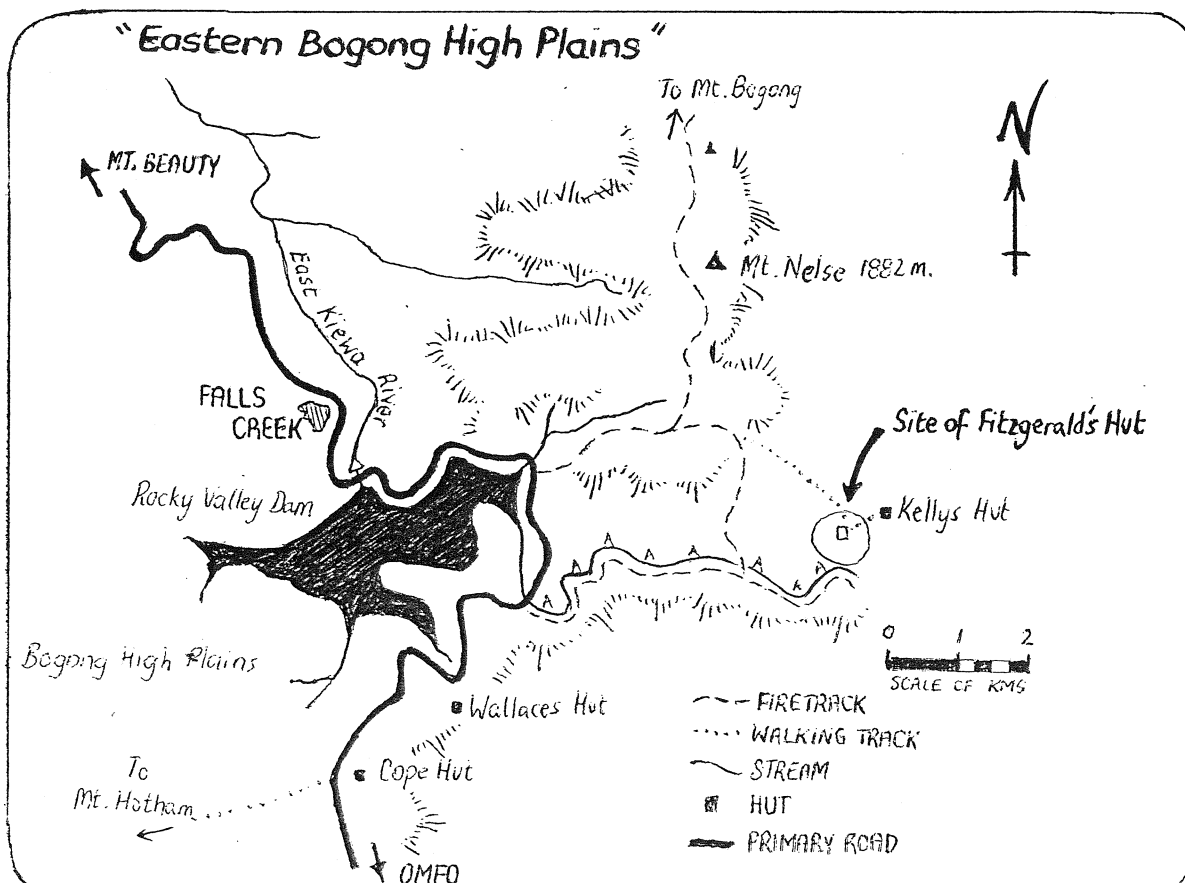 "Eastern Bogong High Plains"
To Mt. Bogong
N
MT. BEAUTY
Mt. Nelse 1882 m.
East Kiewa River
FALLS
CREEK
Site of Fitzgerald's Hut
Rocky Valley Dam
Kellys Hut
0 1 2
SCALE OF KMS
Bogong High Plains
Wallaces Hut
FIRETRACK
WALKING TRACK
To
Mt. Hotham
Cope Hut
STREAM
HUT
PRIMARY ROAD
OMEO